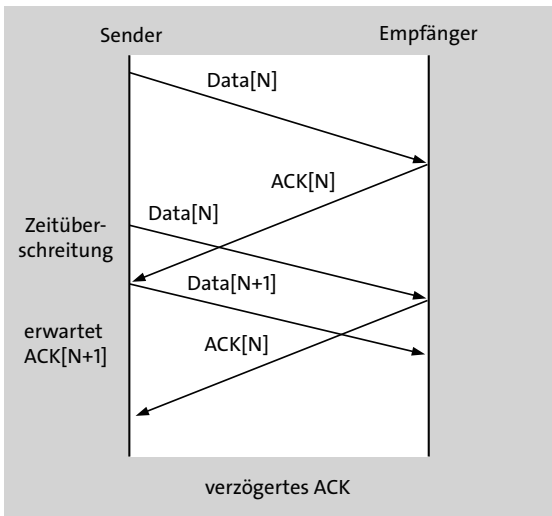 Sender
Empfänger
Data[N]
ACK[N]
Data[N]
Zeitüber-
schreitung
Data[N+1]
erwartet
ACK[N+1]
ACK[N]
verzögertes ACK